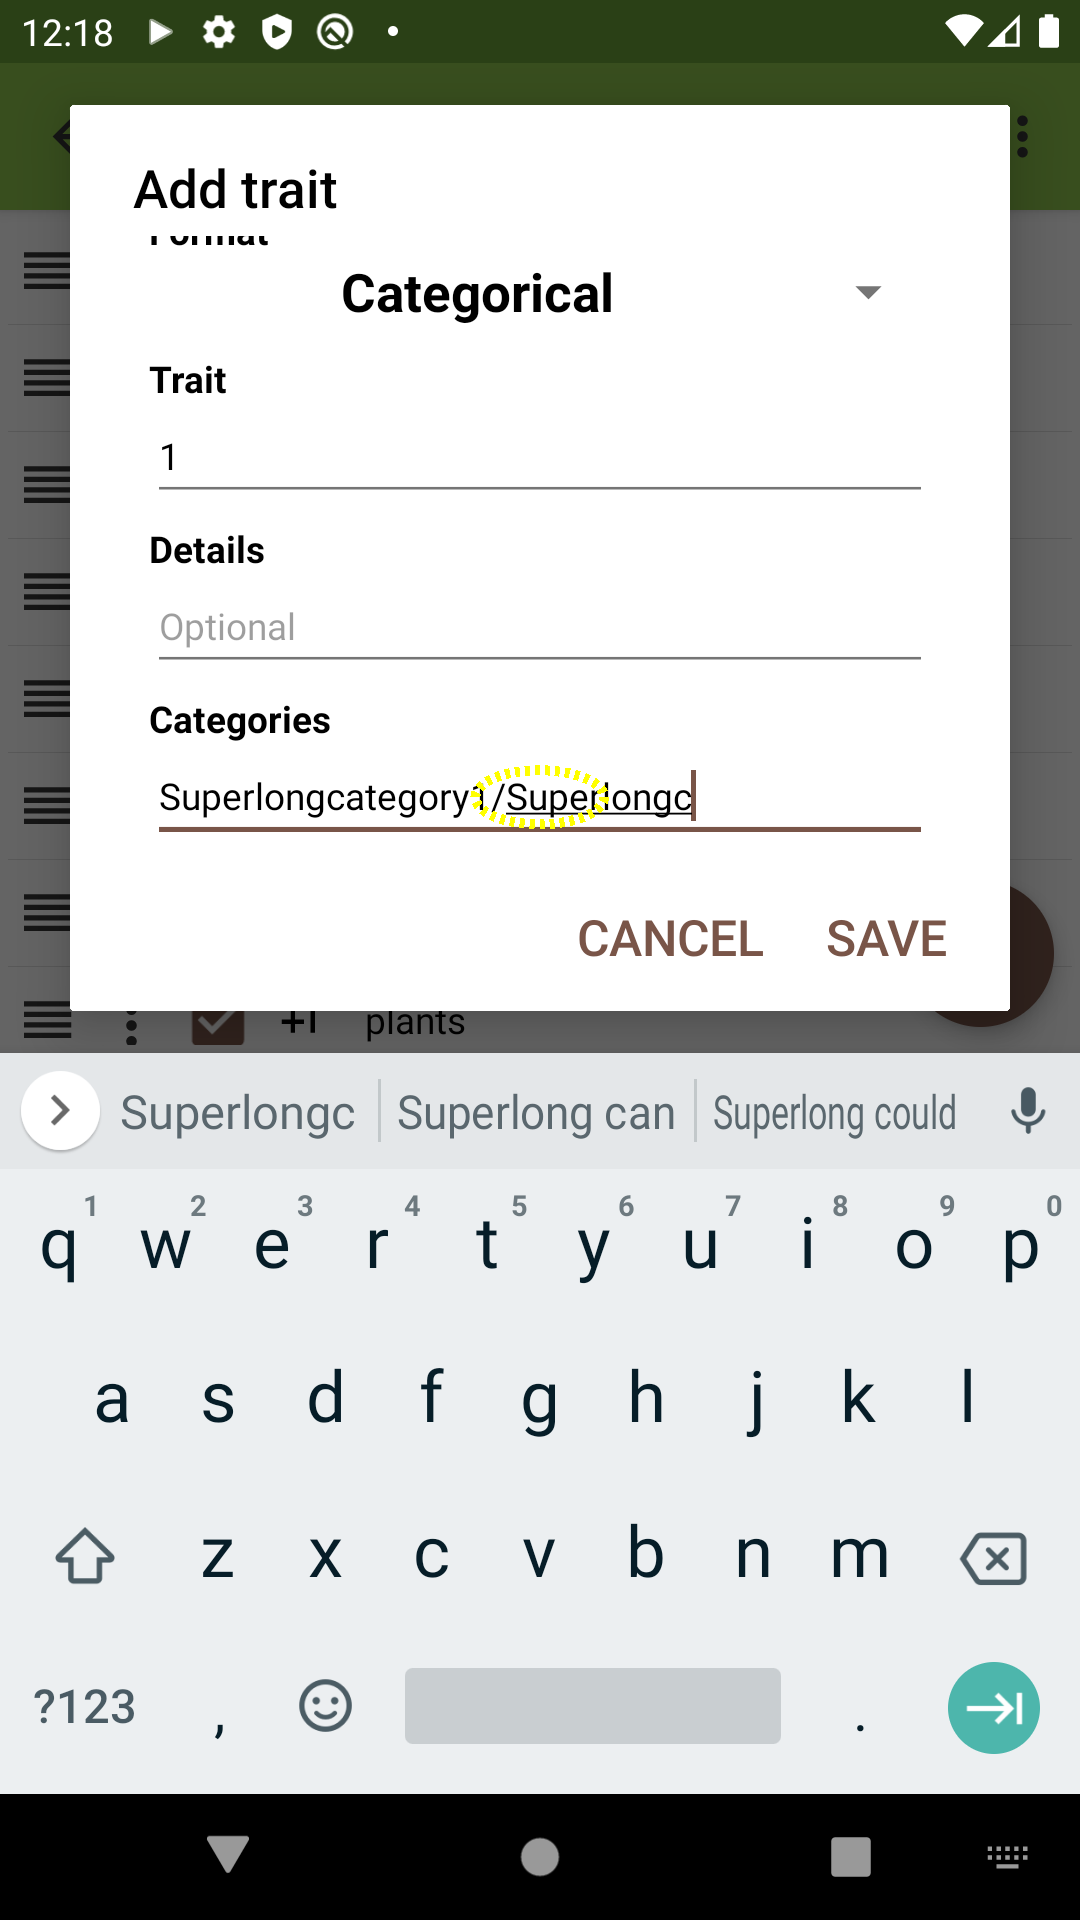 12:18
Add trait
Format
Categorical
Trait
1
Details
Optional
Categories
Superlongcategory1/Superlongc
CANCEL SAVE
+1 plants
Superlongc Superlong can Superlong could
1 2 3 4 5 6 7 8 9 0
q w e r t y u i o p
a s d f g h j k l
z x c v b n m
?123 , .